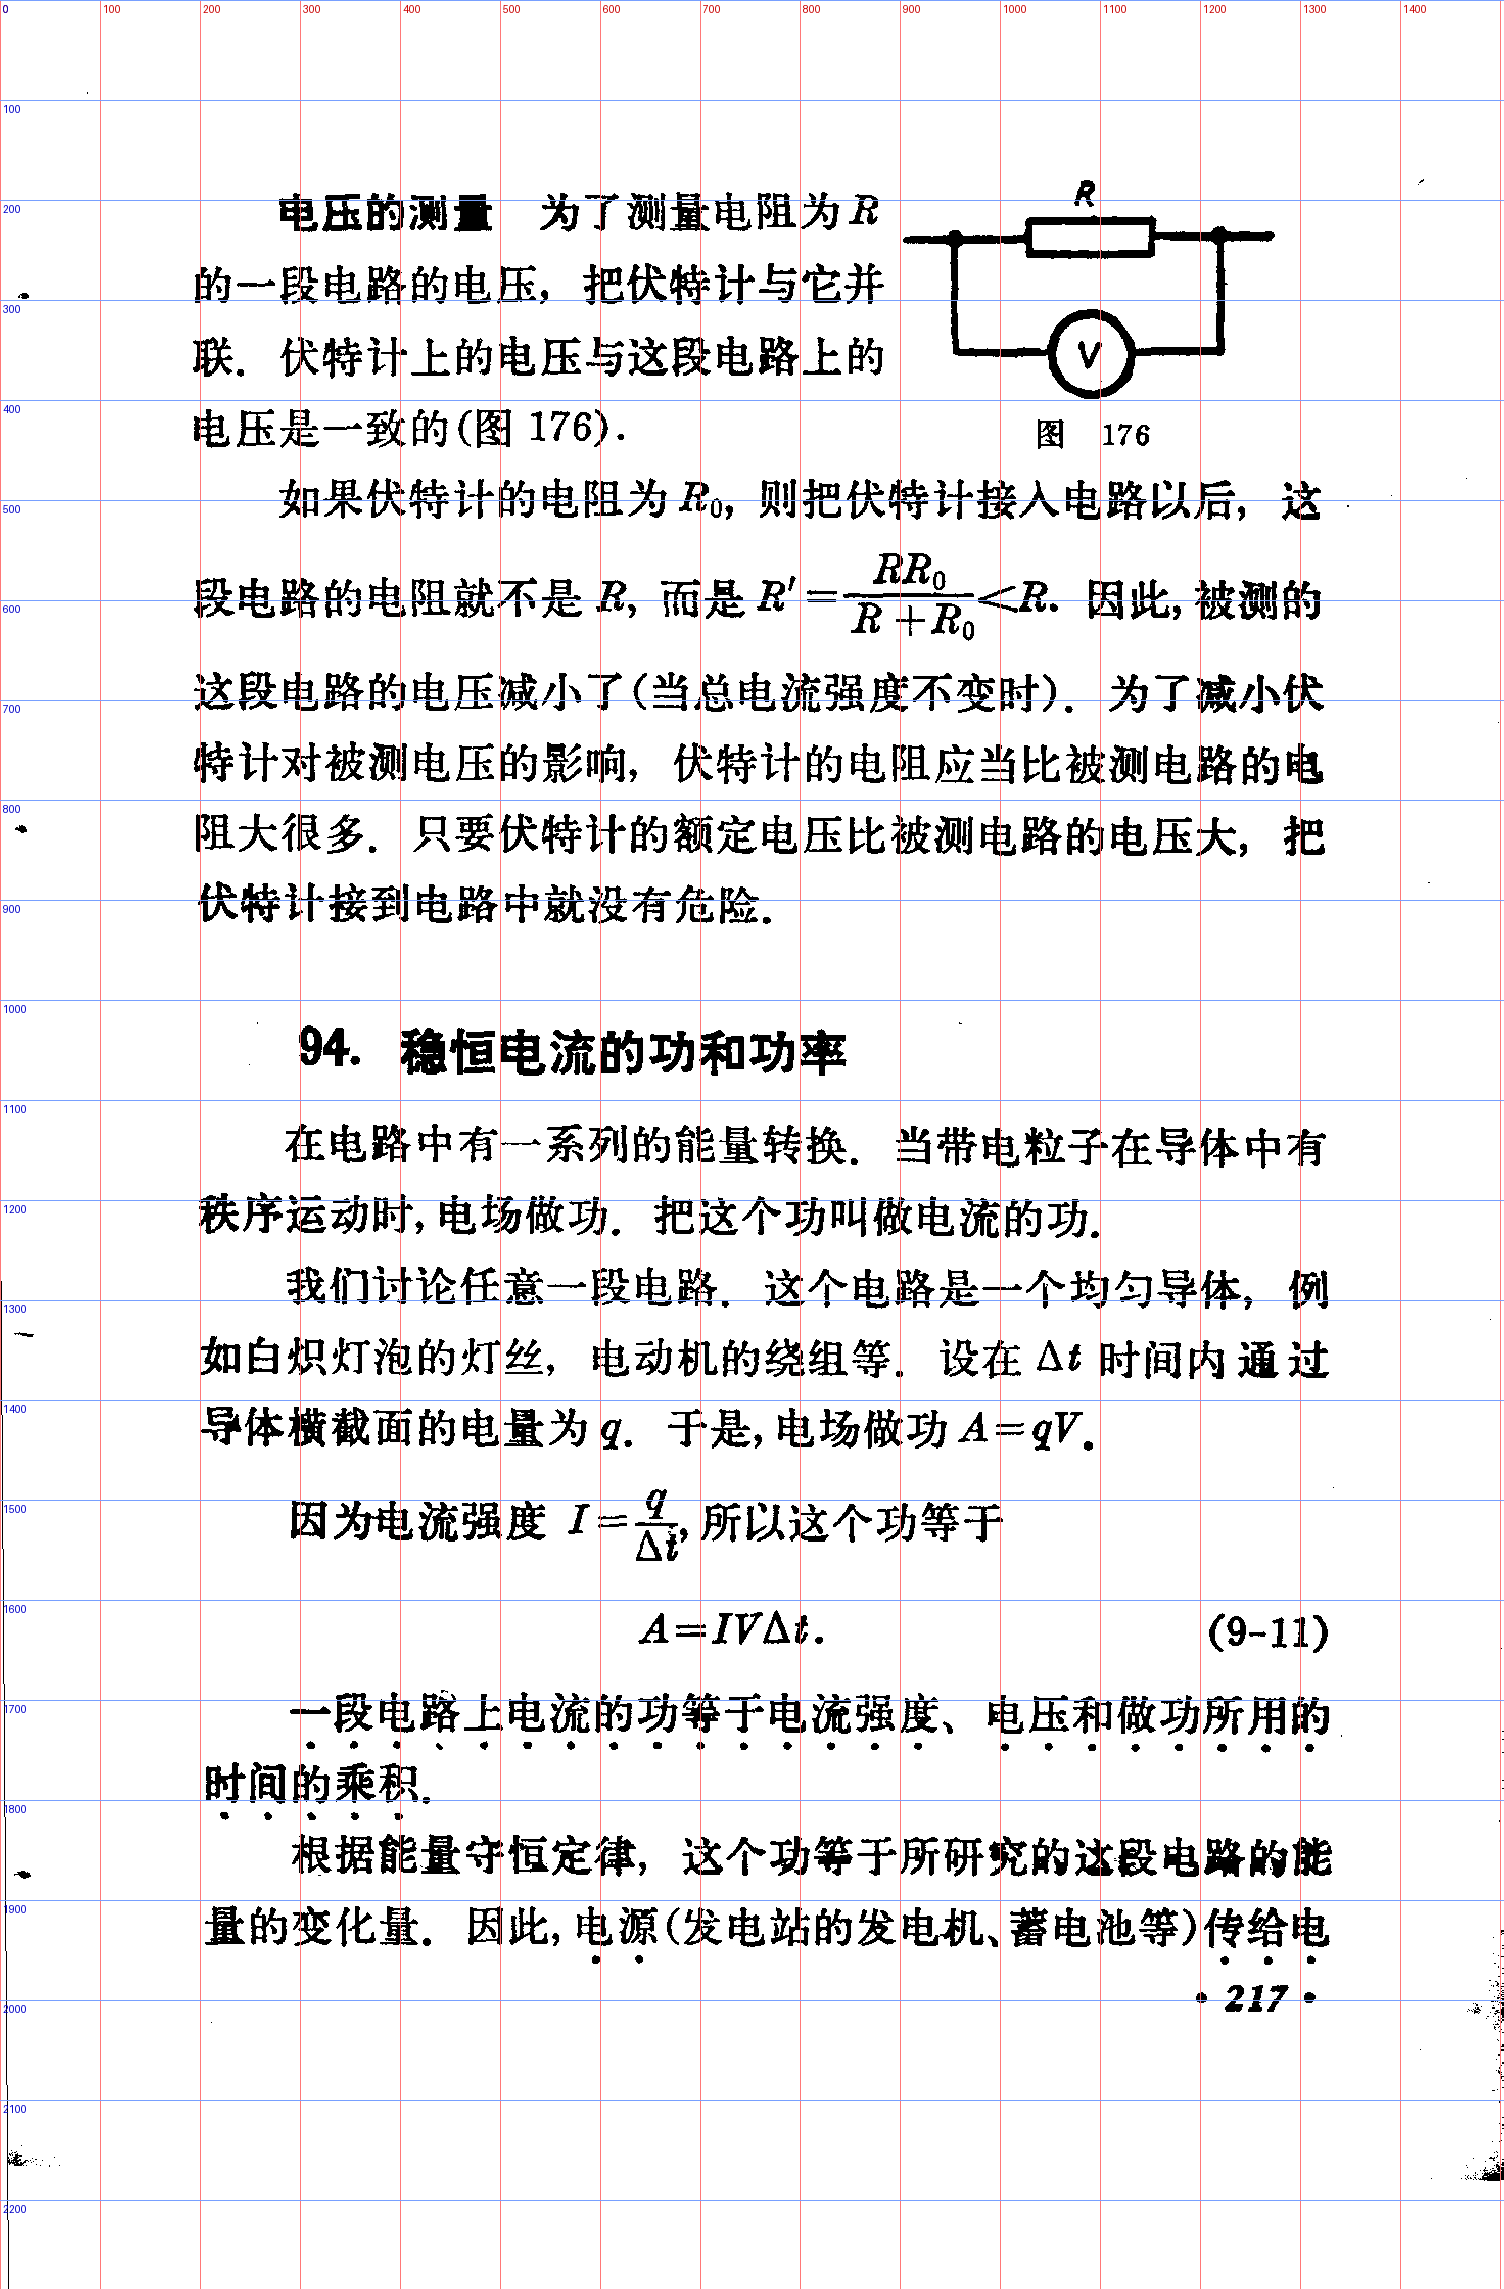 电压的测量　为了测量电阻为 R
的一段电路的电压，把伏特计与它并
联．伏特计上的电压与这段电路上的
电压是一致的(图 176)．
R
V
图　176
如果伏特计的电阻为 R₀，则把伏特计接入电路以后，这
段电路的电阻就不是 R，而是 R′=RR₀/(R+R₀)<R．因此，被测的
这段电路的电压减小了(当总电流强度不变时)．为了减小伏
特计对被测电压的影响，伏特计的电阻应当比被测电路的电
阻大很多．只要伏特计的额定电压比被测电路的电压大，把
伏特计接到电路中就没有危险．
94．稳恒电流的功和功率
在电路中有一系列的能量转换．当带电粒子在导体中有
秩序运动时，电场做功．把这个功叫做电流的功．
我们讨论任意一段电路．这个电路是一个均匀导体，例
如白炽灯泡的灯丝，电动机的绕组等．设在 Δt 时间内通过
导体横截面的电量为 q．于是，电场做功 A=qV．
因为电流强度 I=q/Δt，所以这个功等于
A=IVΔt.　(9-11)
一段电路上电流的功等于电流强度、电压和做功所用的
时间的乘积．
根据能量守恒定律，这个功等于所研究的这段电路的能
量的变化量．因此，电源(发电站的发电机、蓄电池等)传给电
· 217 ·